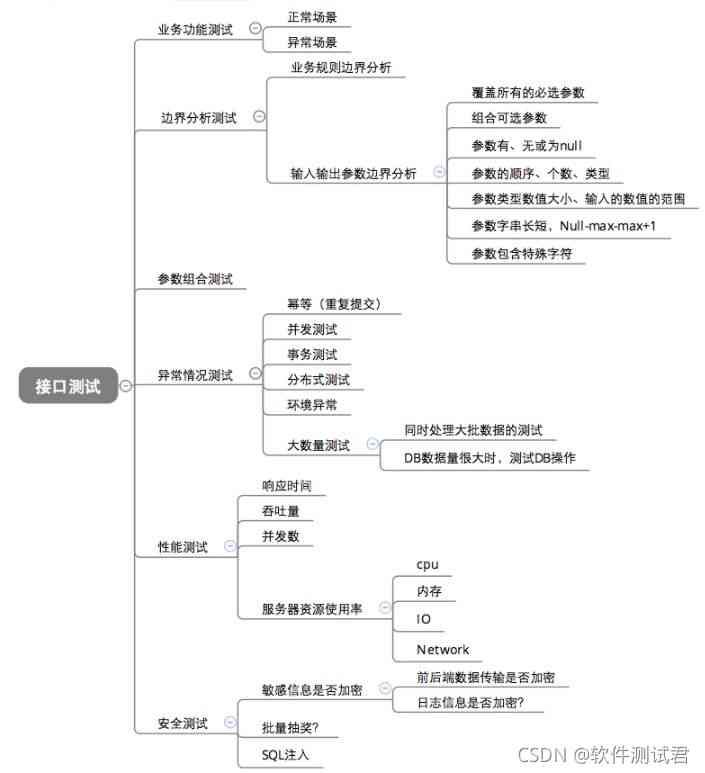 业务功能测试
正常场景
异常场景
边界分析测试
业务规则边界分析
输入输出参数边界分析
覆盖所有的必选参数
组合可选参数
参数有、无或为null
参数的顺序、个数、类型
参数类型数值大小、输入的数值的范围
参数字串长短，Null-max-max+1
参数包含特殊字符
参数组合测试
接口测试
异常情况测试
幂等（重复提交）
并发测试
事务测试
分布式测试
环境异常
大数量测试
同时处理大批数据的测试
DB数据量很大时，测试DB操作
性能测试
响应时间
吞吐量
并发数
服务器资源使用率
cpu
内存
IO
Network
安全测试
敏感信息是否加密
前后端数据传输是否加密
日志信息是否加密?
批量抽奖?
SQL注入
CSDN @软件测试君